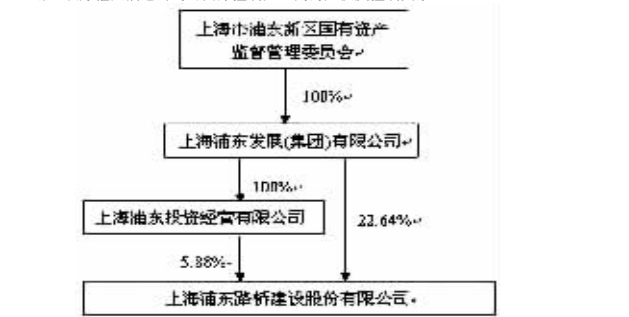 上海市浦东新区国有资产
监督管理委员会
100%
上海浦东发展(集团)有限公司
100%
上海浦东投资经营有限公司
22.64%
5.88%
上海浦东路桥建设股份有限公司